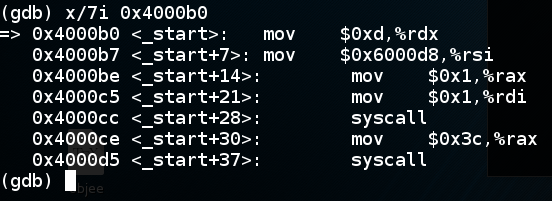 (gdb) x/7i 0x4000b0
=> 0x4000b0 <_start>: mov $0xd,%rdx
0x4000b7 <_start+7>: mov $0x6000d8,%rsi
0x4000be <_start+14>: mov $0x1,%rax
0x4000c5 <_start+21>: mov $0x1,%rdi
0x4000cc <_start+28>: syscall
0x4000ce <_start+30>: mov $0x3c,%rax
0x4000d5 <_start+37>: syscall
(gdb)